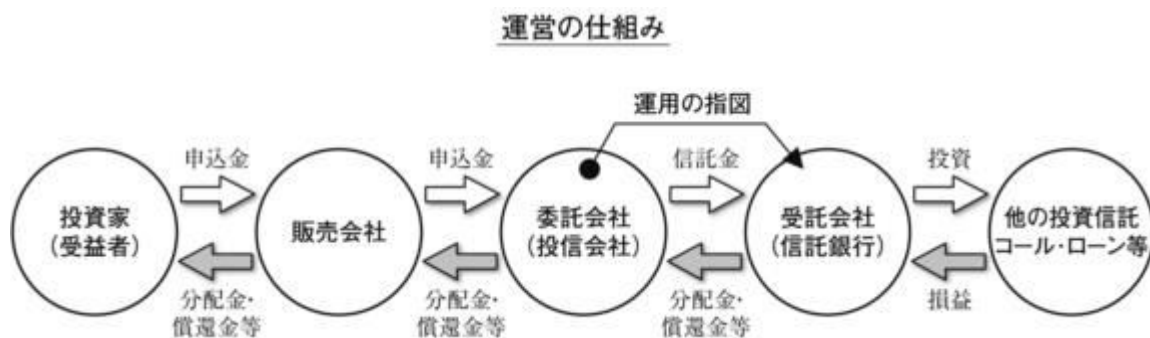 運営の仕組み
運用の指図
申込金
申込金
信託金
投資
投資家
(受益者)
販売会社
委託会社
(投信会社)
受託会社
(信託銀行)
他の投資信託
コール・ローン等
分配金・
償還金等
分配金・
償還金等
分配金・
償還金等
損益